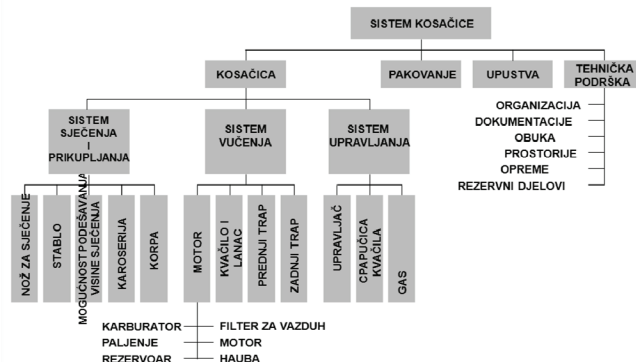 SISTEM KOSAČICE
KOSAČICA
PAKOVANJE
UPUSTVA
TEHNIČKA
PODRŠKA
ORGANIZACIJA
DOKUMENTACIJE
OBUKA
PROSTORIJE
OPREME
REZERVNI DJELOVI
SISTEM
SJEČENJA
I
PRIKUPLJANJA
SISTEM
VUČENJA
SISTEM
UPRAVLJANJA
NOŽ ZA SJEČENJE
STABLO
MOGUĆNOST PODEŠAVANJA
VISINE SJEČENJA
KAROSERIJA
KORPA
MOTOR
KVAČILO I
LANAC
PREDNJI TRAP
ZADNJI TRAP
UPRAVLJAČ
CPAPUČICA
KVAČILA
GAS
KARBURATOR
FILTER ZA VAZDUH
PALJENJE
MOTOR
REZERVOAR
HAUBA